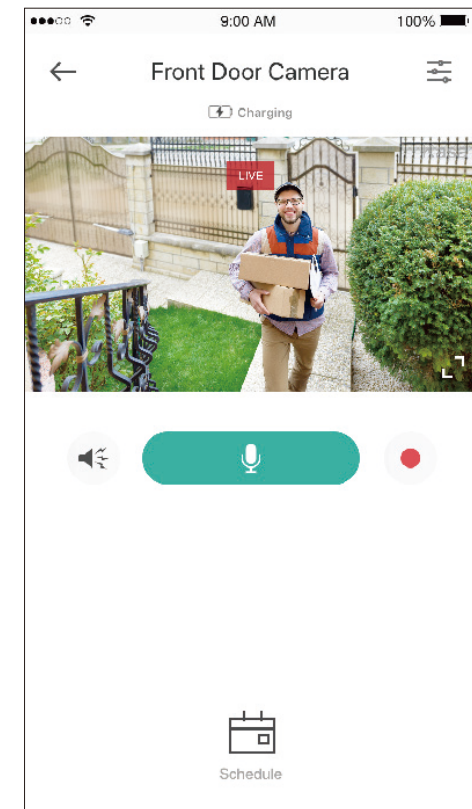 9:00 AM
100%
Front Door Camera
Charging
LIVE
Schedule